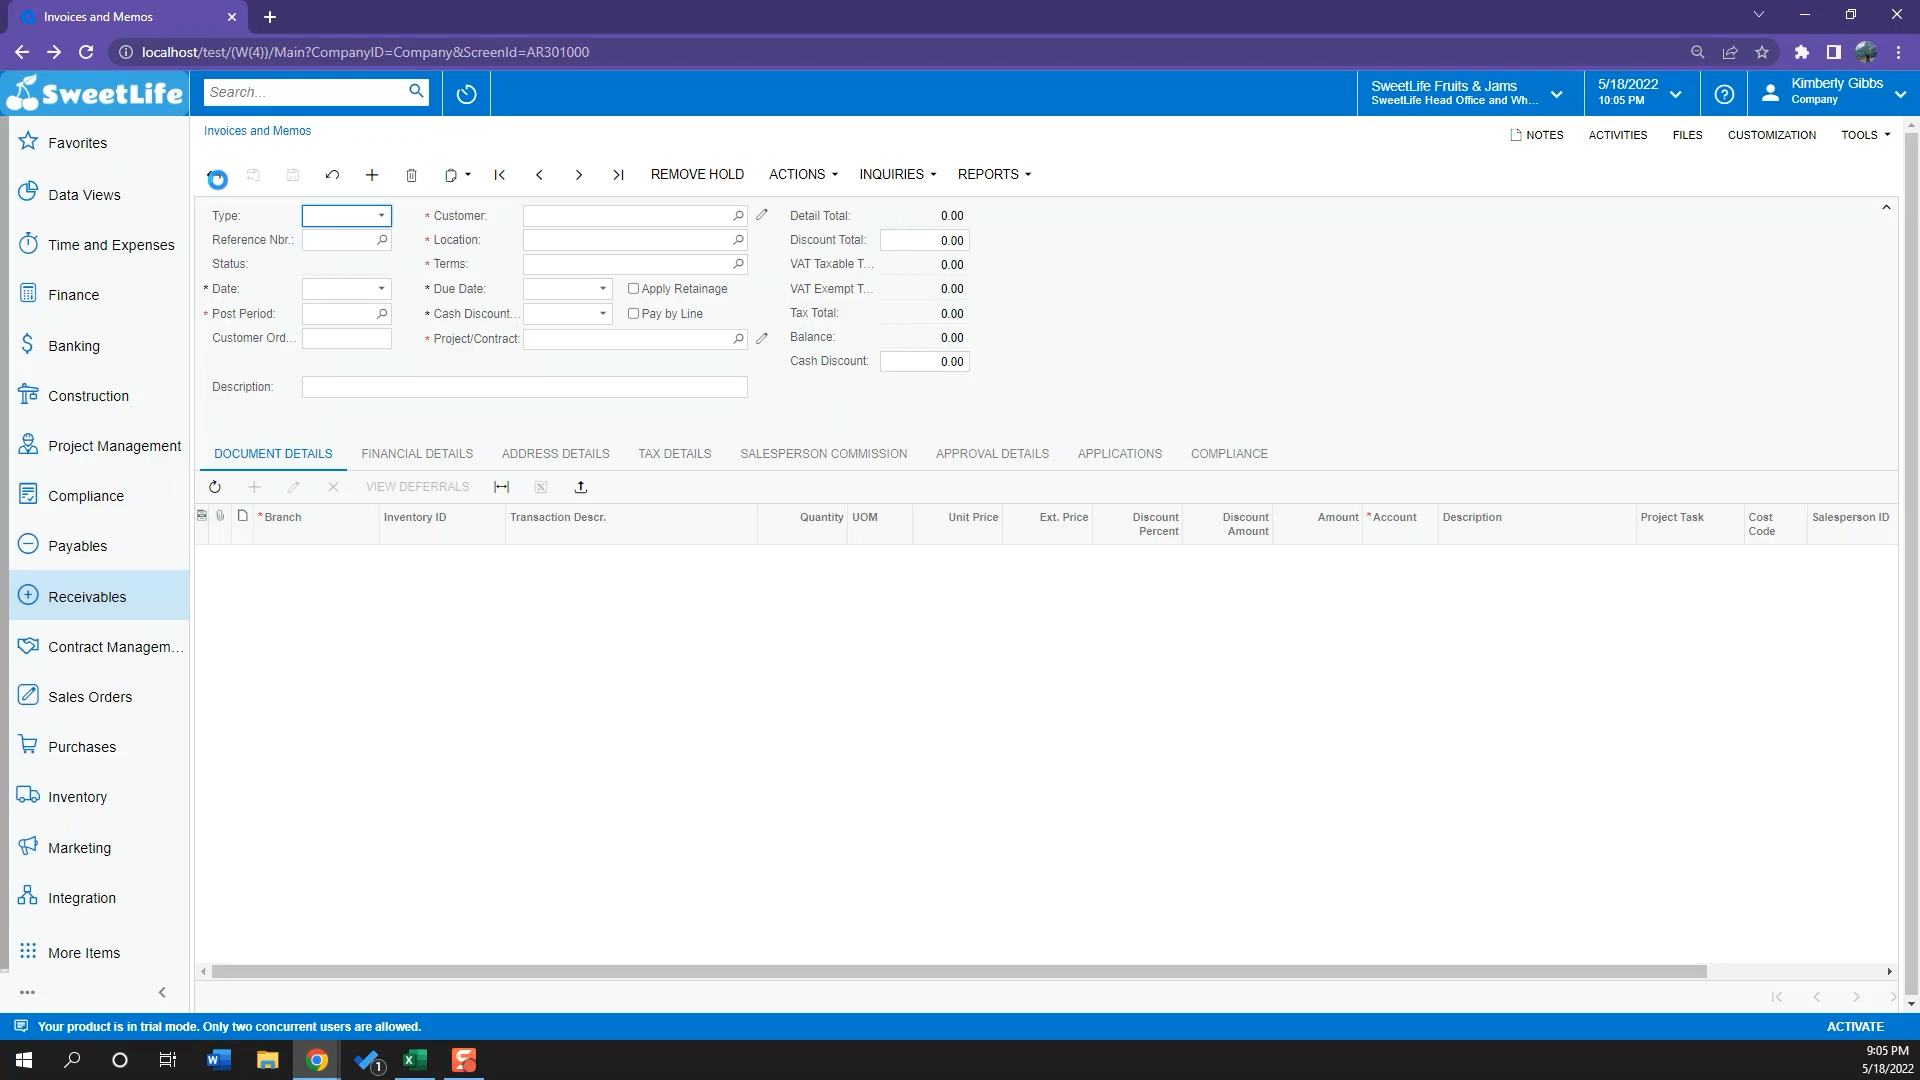 Invoices and Memos
localhost/test/(W(4))/Main?CompanyID=Company&ScreenId=AR301000
SweetLife
Search...
SweetLife Fruits & Jams
SweetLife Head Office and Wh...
5/18/2022
10:05 PM
Kimberly Gibbs
Company
Favorites
Data Views
Time and Expenses
Finance
Banking
Construction
Project Management
Compliance
Payables
Receivables
Contract Managem...
Sales Orders
Purchases
Inventory
Marketing
Integration
More Items
Invoices and Memos
NOTES ACTIVITIES FILES CUSTOMIZATION TOOLS
REMOVE HOLD ACTIONS INQUIRIES REPORTS
Type: * Customer: Detail Total: 0.00
Reference Nbr.: * Location: Discount Total: 0.00
Status: * Terms: VAT Taxable T... 0.00
* Date: * Due Date: Apply Retainage VAT Exempt T... 0.00
* Post Period: * Cash Discount... Pay by Line Tax Total: 0.00
Customer Ord... * Project/Contract: Balance: 0.00
Cash Discount: 0.00
Description:
DOCUMENT DETAILS FINANCIAL DETAILS ADDRESS DETAILS TAX DETAILS SALESPERSON COMMISSION APPROVAL DETAILS APPLICATIONS COMPLIANCE
VIEW DEFERRALS
* Branch Inventory ID Transaction Descr. Quantity UOM Unit Price Ext. Price Discount Percent Discount Amount Amount * Account Description Project Task Cost Code Salesperson ID
Your product is in trial mode. Only two concurrent users are allowed.
ACTIVATE
1
9:05 PM
5/18/2022